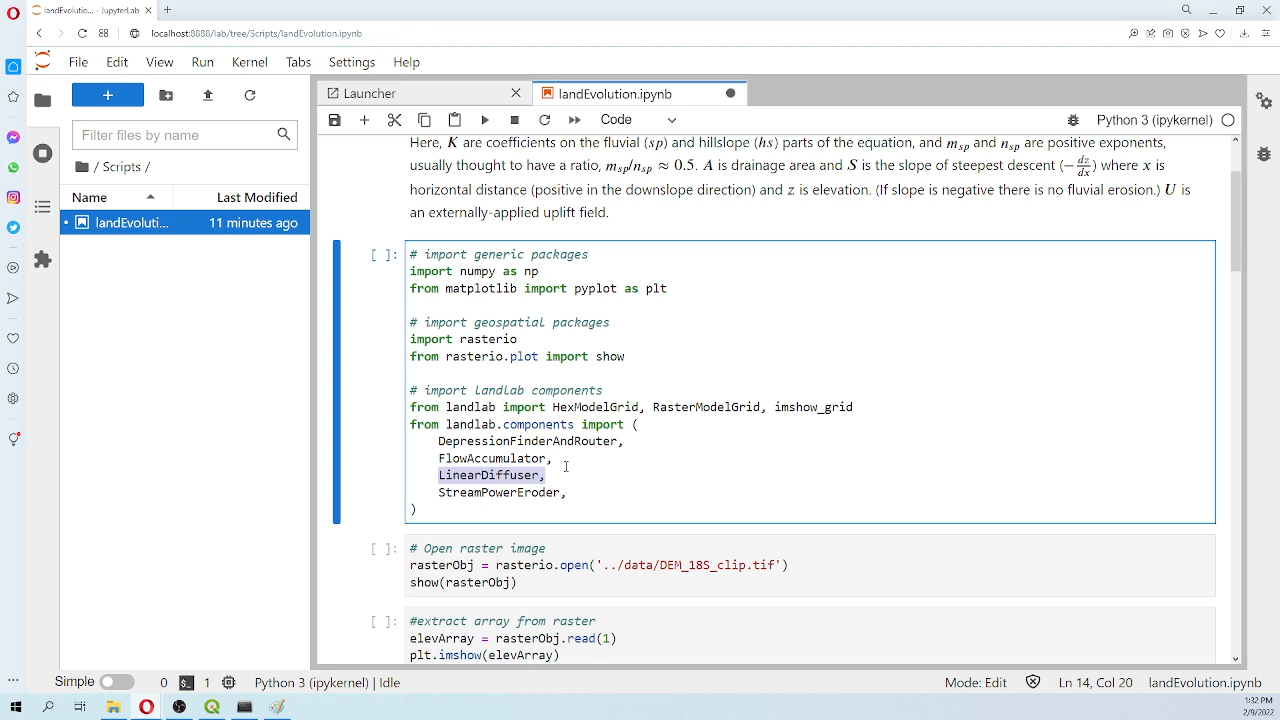 landEvolution - JupyterLab
localhost:8888/lab/tree/Scripts/landEvolution.ipynb
File Edit View Run Kernel Tabs Settings Help
Launcher
landEvolution.ipynb
Filter files by name
Code
Python 3 (ipykernel)
/ Scripts /
Name Last Modified
landEvoluti... 11 minutes ago
Here, K are coefficients on the fluvial (sp) and hillslope (hs) parts of the equation, and m_sp and n_sp are positive exponents,
usually thought to have a ratio, m_sp/n_sp ≈ 0.5. A is drainage area and S is the slope of steepest descent (−dz/dx) where x is
horizontal distance (positive in the downslope direction) and z is elevation. (If slope is negative there is no fluvial erosion.) U is
an externally-applied uplift field.
[ ]:
# import generic packages
import numpy as np
from matplotlib import pyplot as plt
# import geospatial packages
import rasterio
from rasterio.plot import show
# import landlab components
from landlab import HexModelGrid, RasterModelGrid, imshow_grid
from landlab.components import (
DepressionFinderAndRouter,
FlowAccumulator,
LinearDiffuser,
StreamPowerEroder,
)
[ ]:
# Open raster image
rasterObj = rasterio.open('../data/DEM_18S_clip.tif')
show(rasterObj)
[ ]:
#extract array from raster
elevArray = rasterObj.read(1)
plt.imshow(elevArray)
Simple 0 1 Python 3 (ipykernel) | Idle Mode: Edit Ln 14, Col 20 landEvolution.ipynb
1:32 PM
2/9/2022